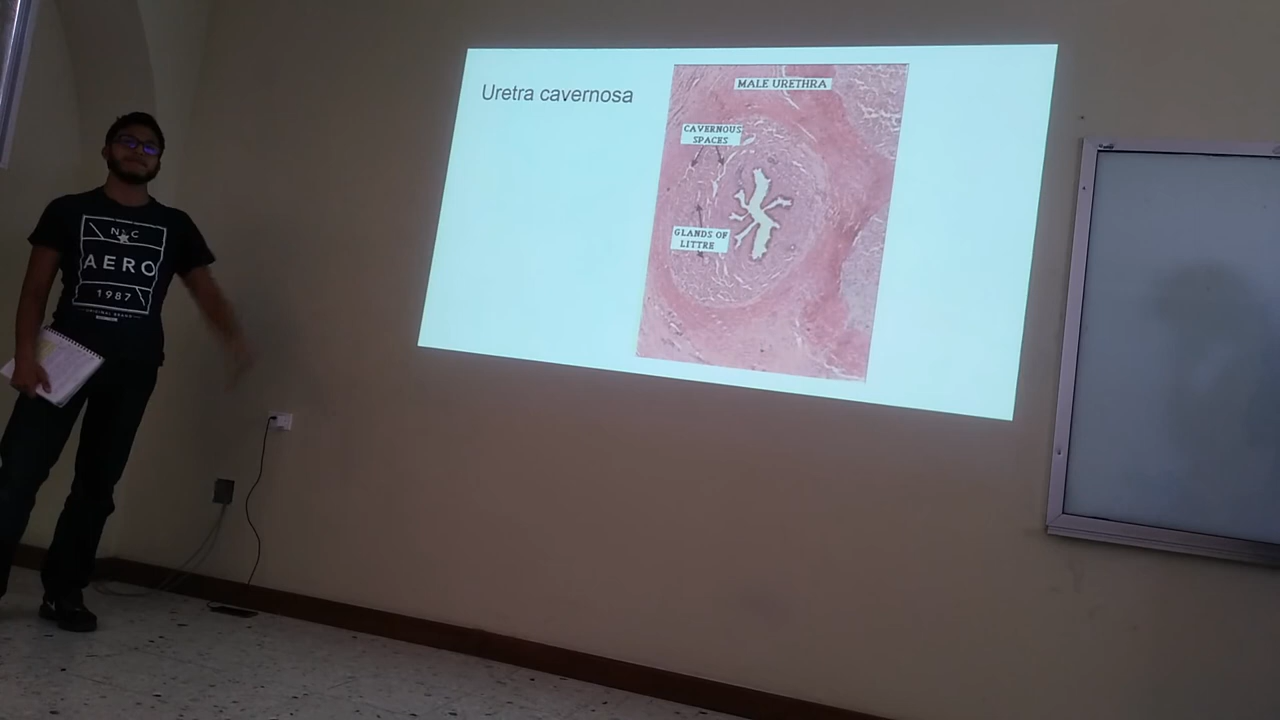 Uretra cavernosa
MALE URETHRA
CAVERNOUS
SPACES
GLANDS OF
LITTRE
N.Y.C
AERO
1987